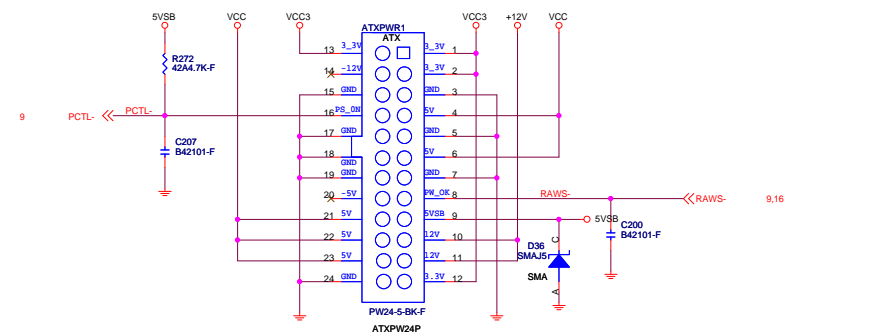 5VSB VCC VCC3 VCC3 +12V VCC
ATXPWR1
ATX
13 3_3V 3_3V 1
R272
42A4.7K-F
14 -12V 3_3V 2
15 GND GND 3
9 PCTL- PCTL- 16 PS_ON 5V 4
17 GND GND 5
C207
B42101-F
18 GND 5V 6
19 GND GND 7
20 -5V PW_OK 8 RAWS- RAWS- 9,16
21 5V 5VSB 9 5VSB
C200
B42101-F
22 5V 12V 10
D36
SMAJ5
C
23 5V 12V 11
SMA
24 GND 3.3V 12
A
PW24-5-BK-F
ATXPW24P